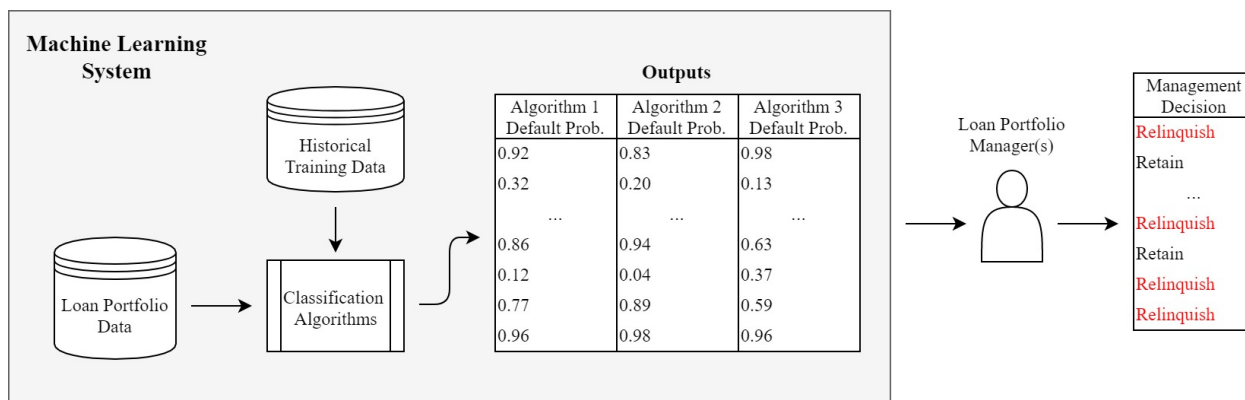 Machine Learning
System
Historical
Training Data
Loan Portfolio
Data
Classification
Algorithms
Outputs
Algorithm 1 Algorithm 2 Algorithm 3
Default Prob. Default Prob. Default Prob.
0.92 0.83 0.98
0.32 0.20 0.13
... ... ...
0.86 0.94 0.63
0.12 0.04 0.37
0.77 0.89 0.59
0.96 0.98 0.96
Loan Portfolio
Manager(s)
Management
Decision
Relinquish
Retain
...
Relinquish
Retain
Relinquish
Relinquish